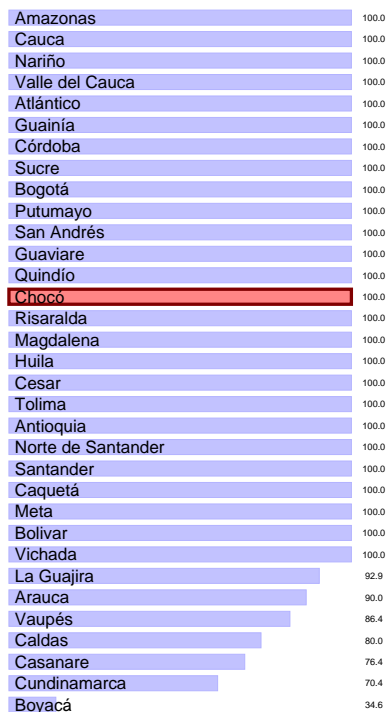 Amazonas 100.0
Cauca 100.0
Nariño 100.0
Valle del Cauca 100.0
Atlántico 100.0
Guainía 100.0
Córdoba 100.0
Sucre 100.0
Bogotá 100.0
Putumayo 100.0
San Andrés 100.0
Guaviare 100.0
Quindío 100.0
Chocó 100.0
Risaralda 100.0
Magdalena 100.0
Huila 100.0
Cesar 100.0
Tolima 100.0
Antioquia 100.0
Norte de Santander 100.0
Santander 100.0
Caquetá 100.0
Meta 100.0
Bolivar 100.0
Vichada 100.0
La Guajira 92.9
Arauca 90.0
Vaupés 86.4
Caldas 80.0
Casanare 76.4
Cundinamarca 70.4
Boyacá 34.6